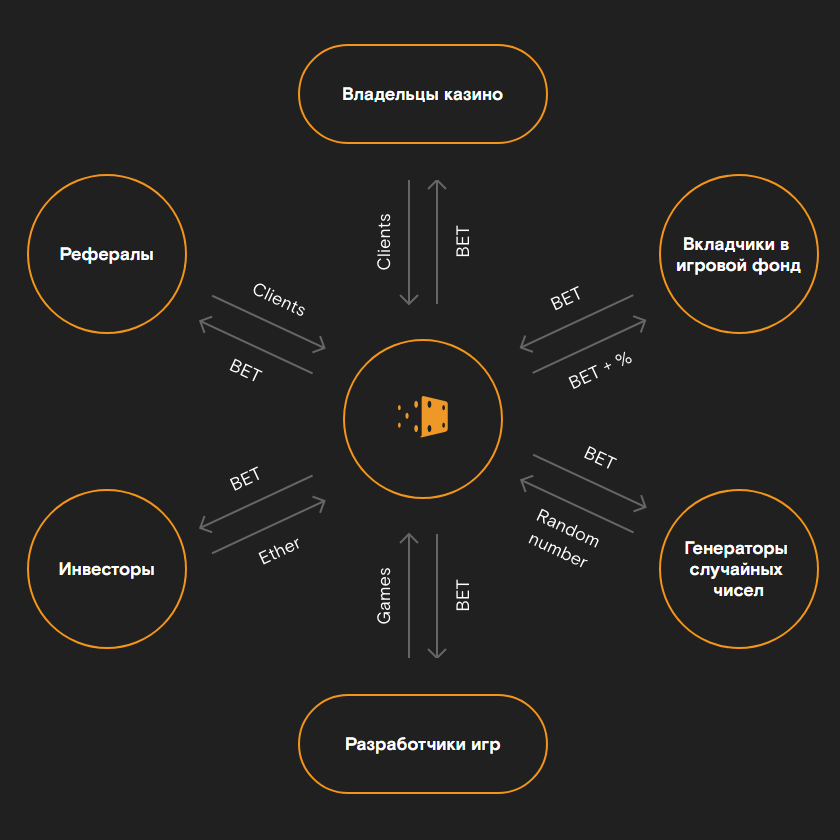 Владельцы казино
Clients
BET
Рефералы
Clients
BET
Вкладчики в
игровой фонд
BET
BET + %
Инвесторы
BET
Ether
Генераторы
случайных
чисел
BET
Random
number
Games
BET
Разработчики игр